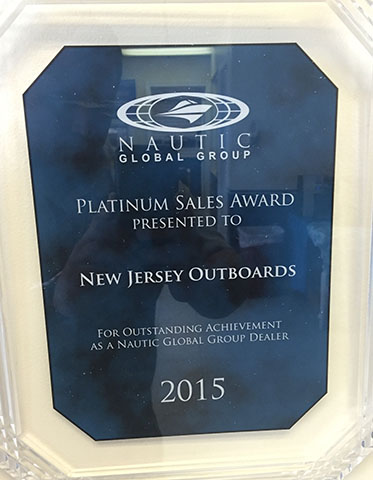 NAUTIC
GLOBAL GROUP
PLATINUM SALES AWARD
PRESENTED TO
NEW JERSEY OUTBOARDS
FOR OUTSTANDING ACHIEVEMENT
AS A NAUTIC GLOBAL GROUP DEALER
2015